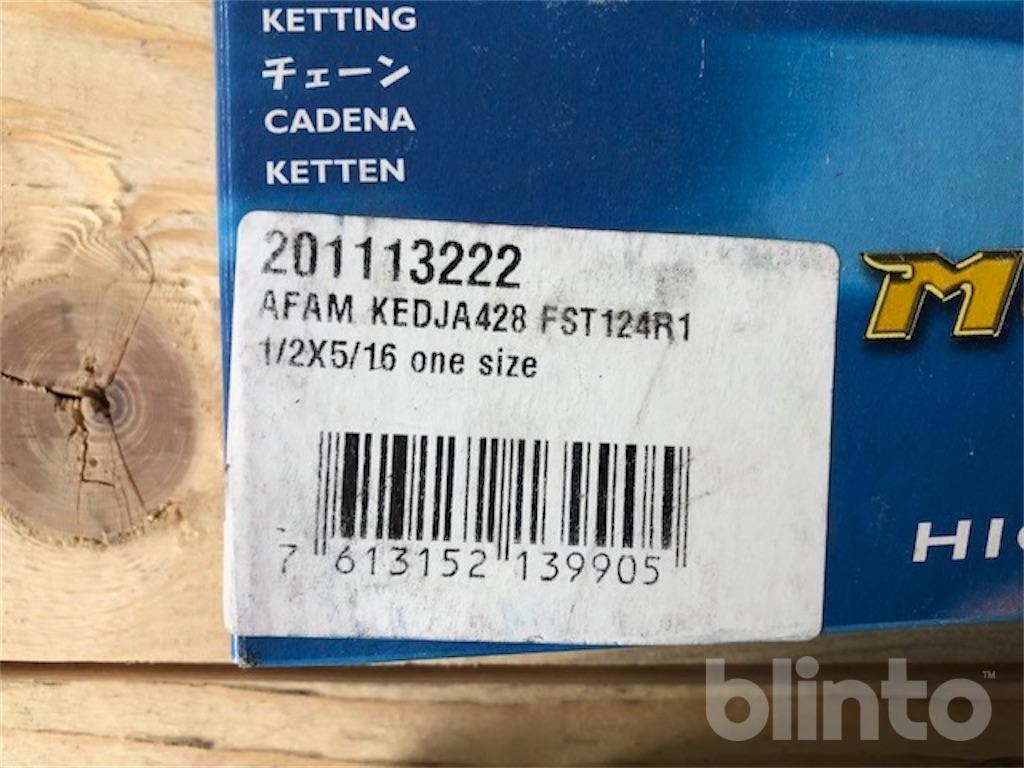 KETTING
チェーン
CADENA
KETTEN
201113222
AFAM KEDJA428 FST124R1
1/2X5/16 one size
7 613152 139905
blinto™